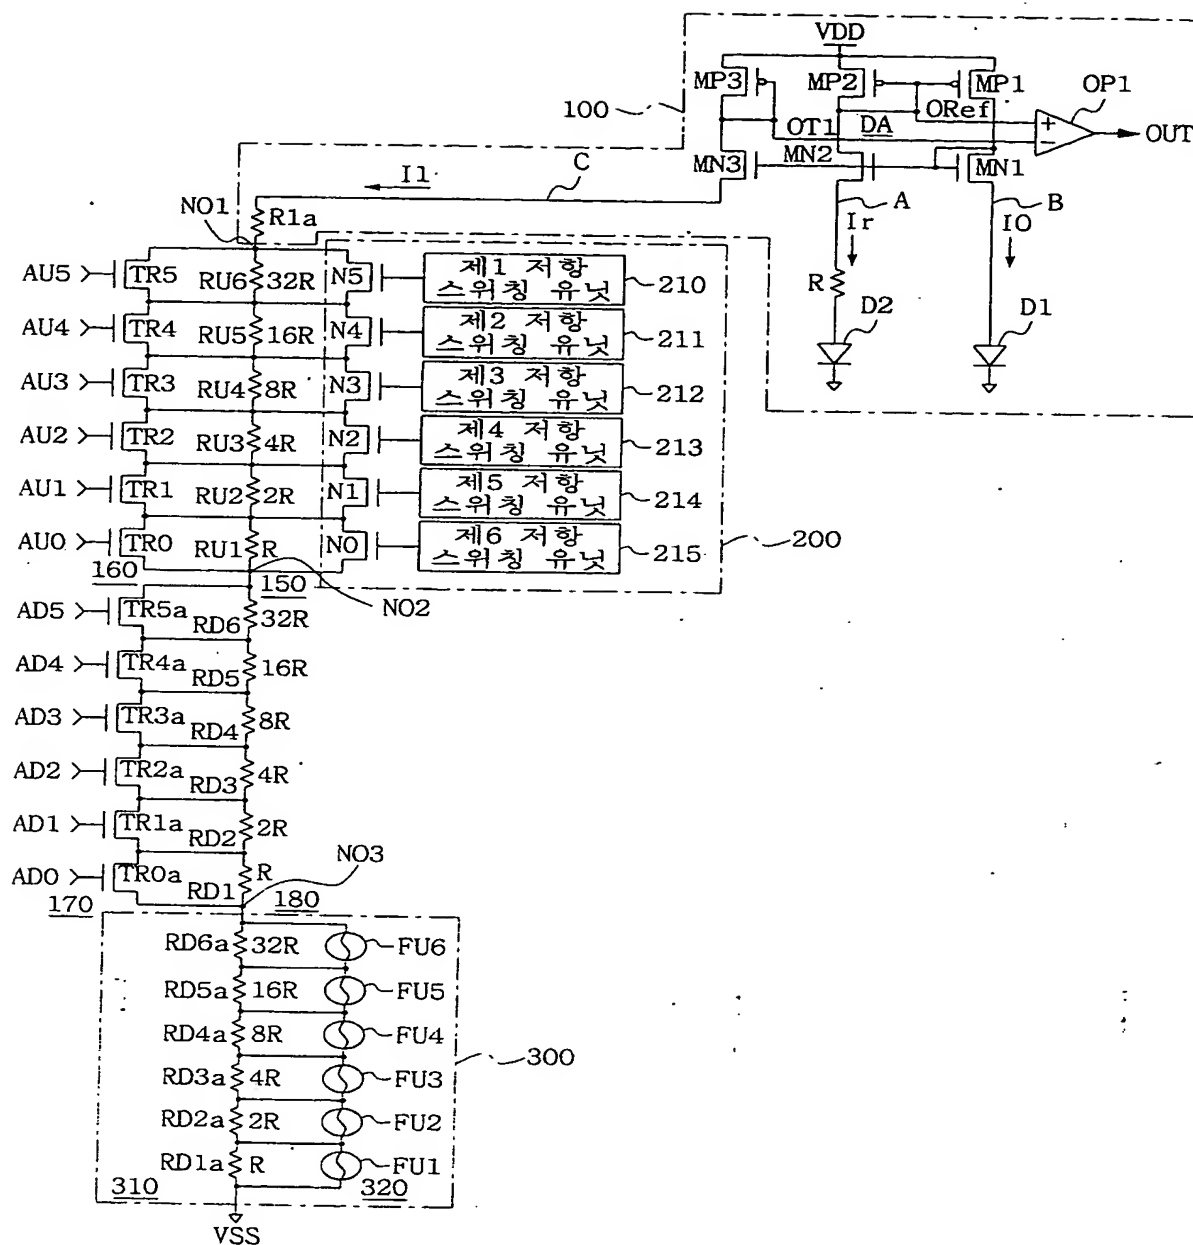 VDD
MP3
MP2
MP1
OP1
100
ORef
OT1
DA
+
−
OUT
MN3
MN2
MN1
I1
C
A
B
Ir
IO
NO1
R1a
R
D2
D1
AU5
TR5
RU6
32R
N5
제1 저항
스위칭 유닛
210
AU4
TR4
RU5
16R
N4
제2 저항
스위칭 유닛
211
AU3
TR3
RU4
8R
N3
제3 저항
스위칭 유닛
212
AU2
TR2
RU3
4R
N2
제4 저항
스위칭 유닛
213
AU1
TR1
RU2
2R
N1
제5 저항
스위칭 유닛
214
AU0
TR0
RU1
R
N0
제6 저항
스위칭 유닛
215
200
160
150
NO2
AD5
TR5a
RD6
32R
AD4
TR4a
RD5
16R
AD3
TR3a
RD4
8R
AD2
TR2a
RD3
4R
AD1
TR1a
RD2
2R
AD0
TR0a
RD1
R
NO3
170
180
RD6a
32R
FU6
RD5a
16R
FU5
RD4a
8R
FU4
300
RD3a
4R
FU3
RD2a
2R
FU2
RD1a
R
FU1
310
320
VSS